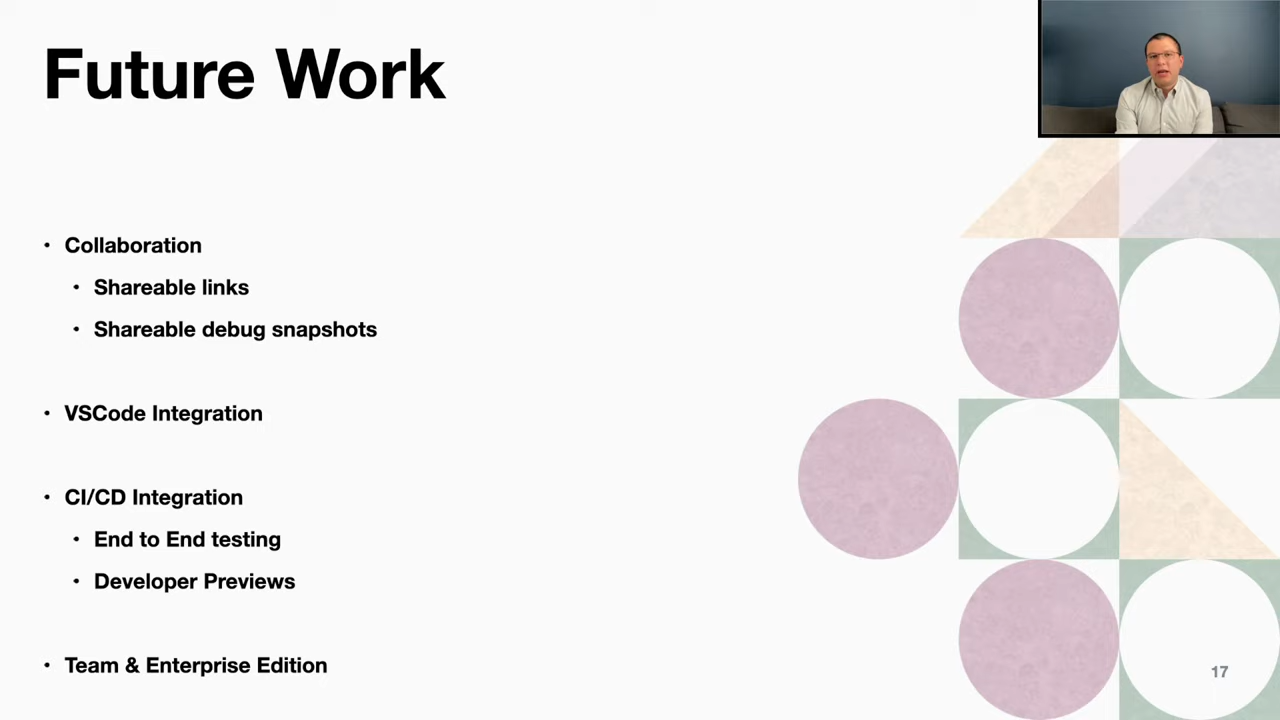 Future Work
• Collaboration
• Shareable links
• Shareable debug snapshots
• VSCode Integration
• CI/CD Integration
• End to End testing
• Developer Previews
• Team & Enterprise Edition
17